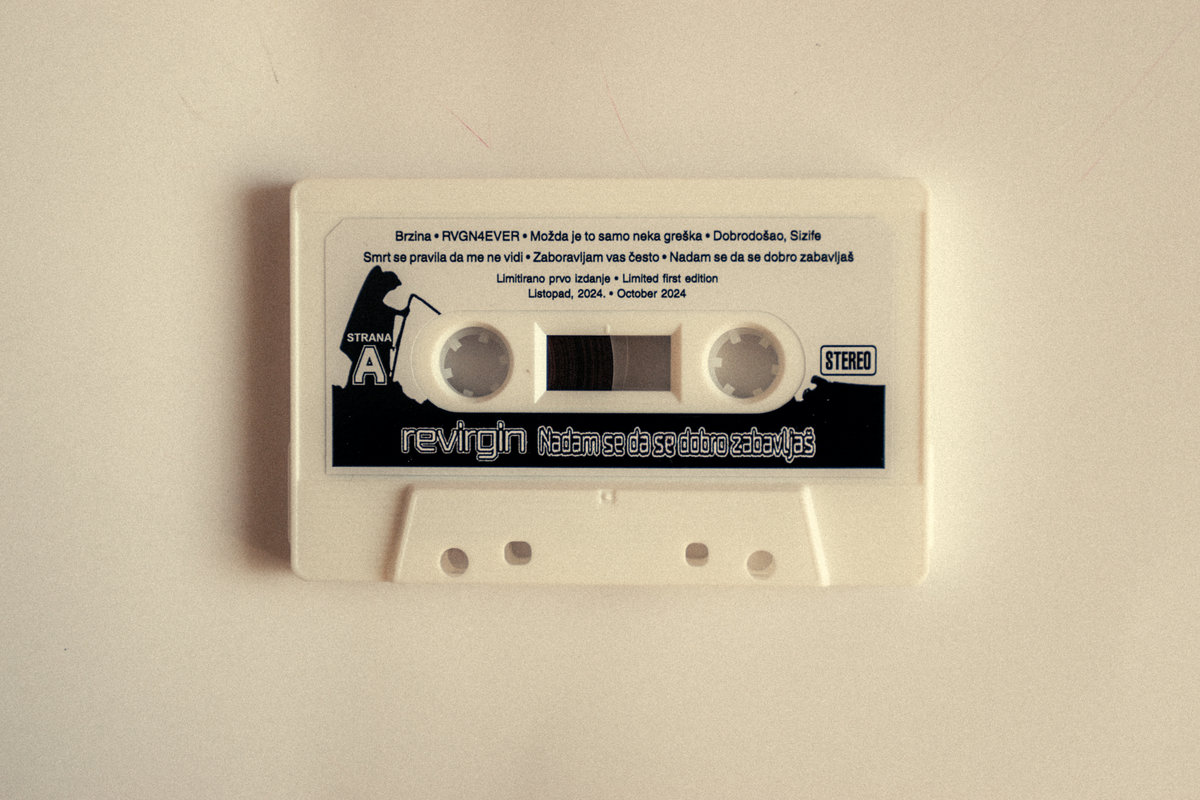 Brzina • RVGN4EVER • Možda je to samo neka greška • Dobrodošao, Sizife
Smrt se pravila da me ne vidi • Zaboravljam vas često • Nadam se da se dobro zabavljaš
Limitirano prvo izdanje • Limited first edition
Listopad, 2024. • October 2024
STRANA
A
STEREO
revirgin Nadam se da se dobro zabavljaš